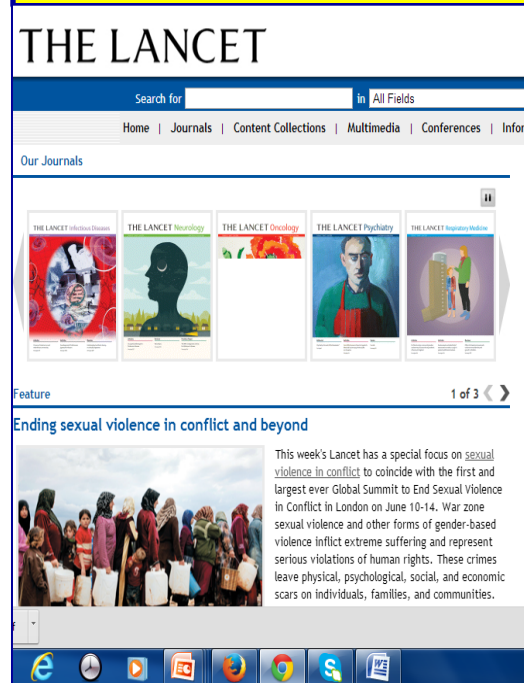 THE LANCET
Search for in All Fields
Home | Journals | Content Collections | Multimedia | Conferences |
Our Journals
THE LANCET Infectious Diseases THE LANCET Neurology THE LANCET Oncology THE LANCET Psychiatry THE LANCET Respiratory Medicine
Feature 1 of 3
Ending sexual violence in conflict and beyond
This week's Lancet has a special focus on sexual
violence in conflict to coincide with the first and
largest ever Global Summit to End Sexual Violence
in Conflict in London on June 10-14. War zone
sexual violence and other forms of gender-based
violence inflict extreme suffering and represent
serious violations of human rights. These crimes
leave physical, psychological, social, and economic
scars on individuals, families, and communities.